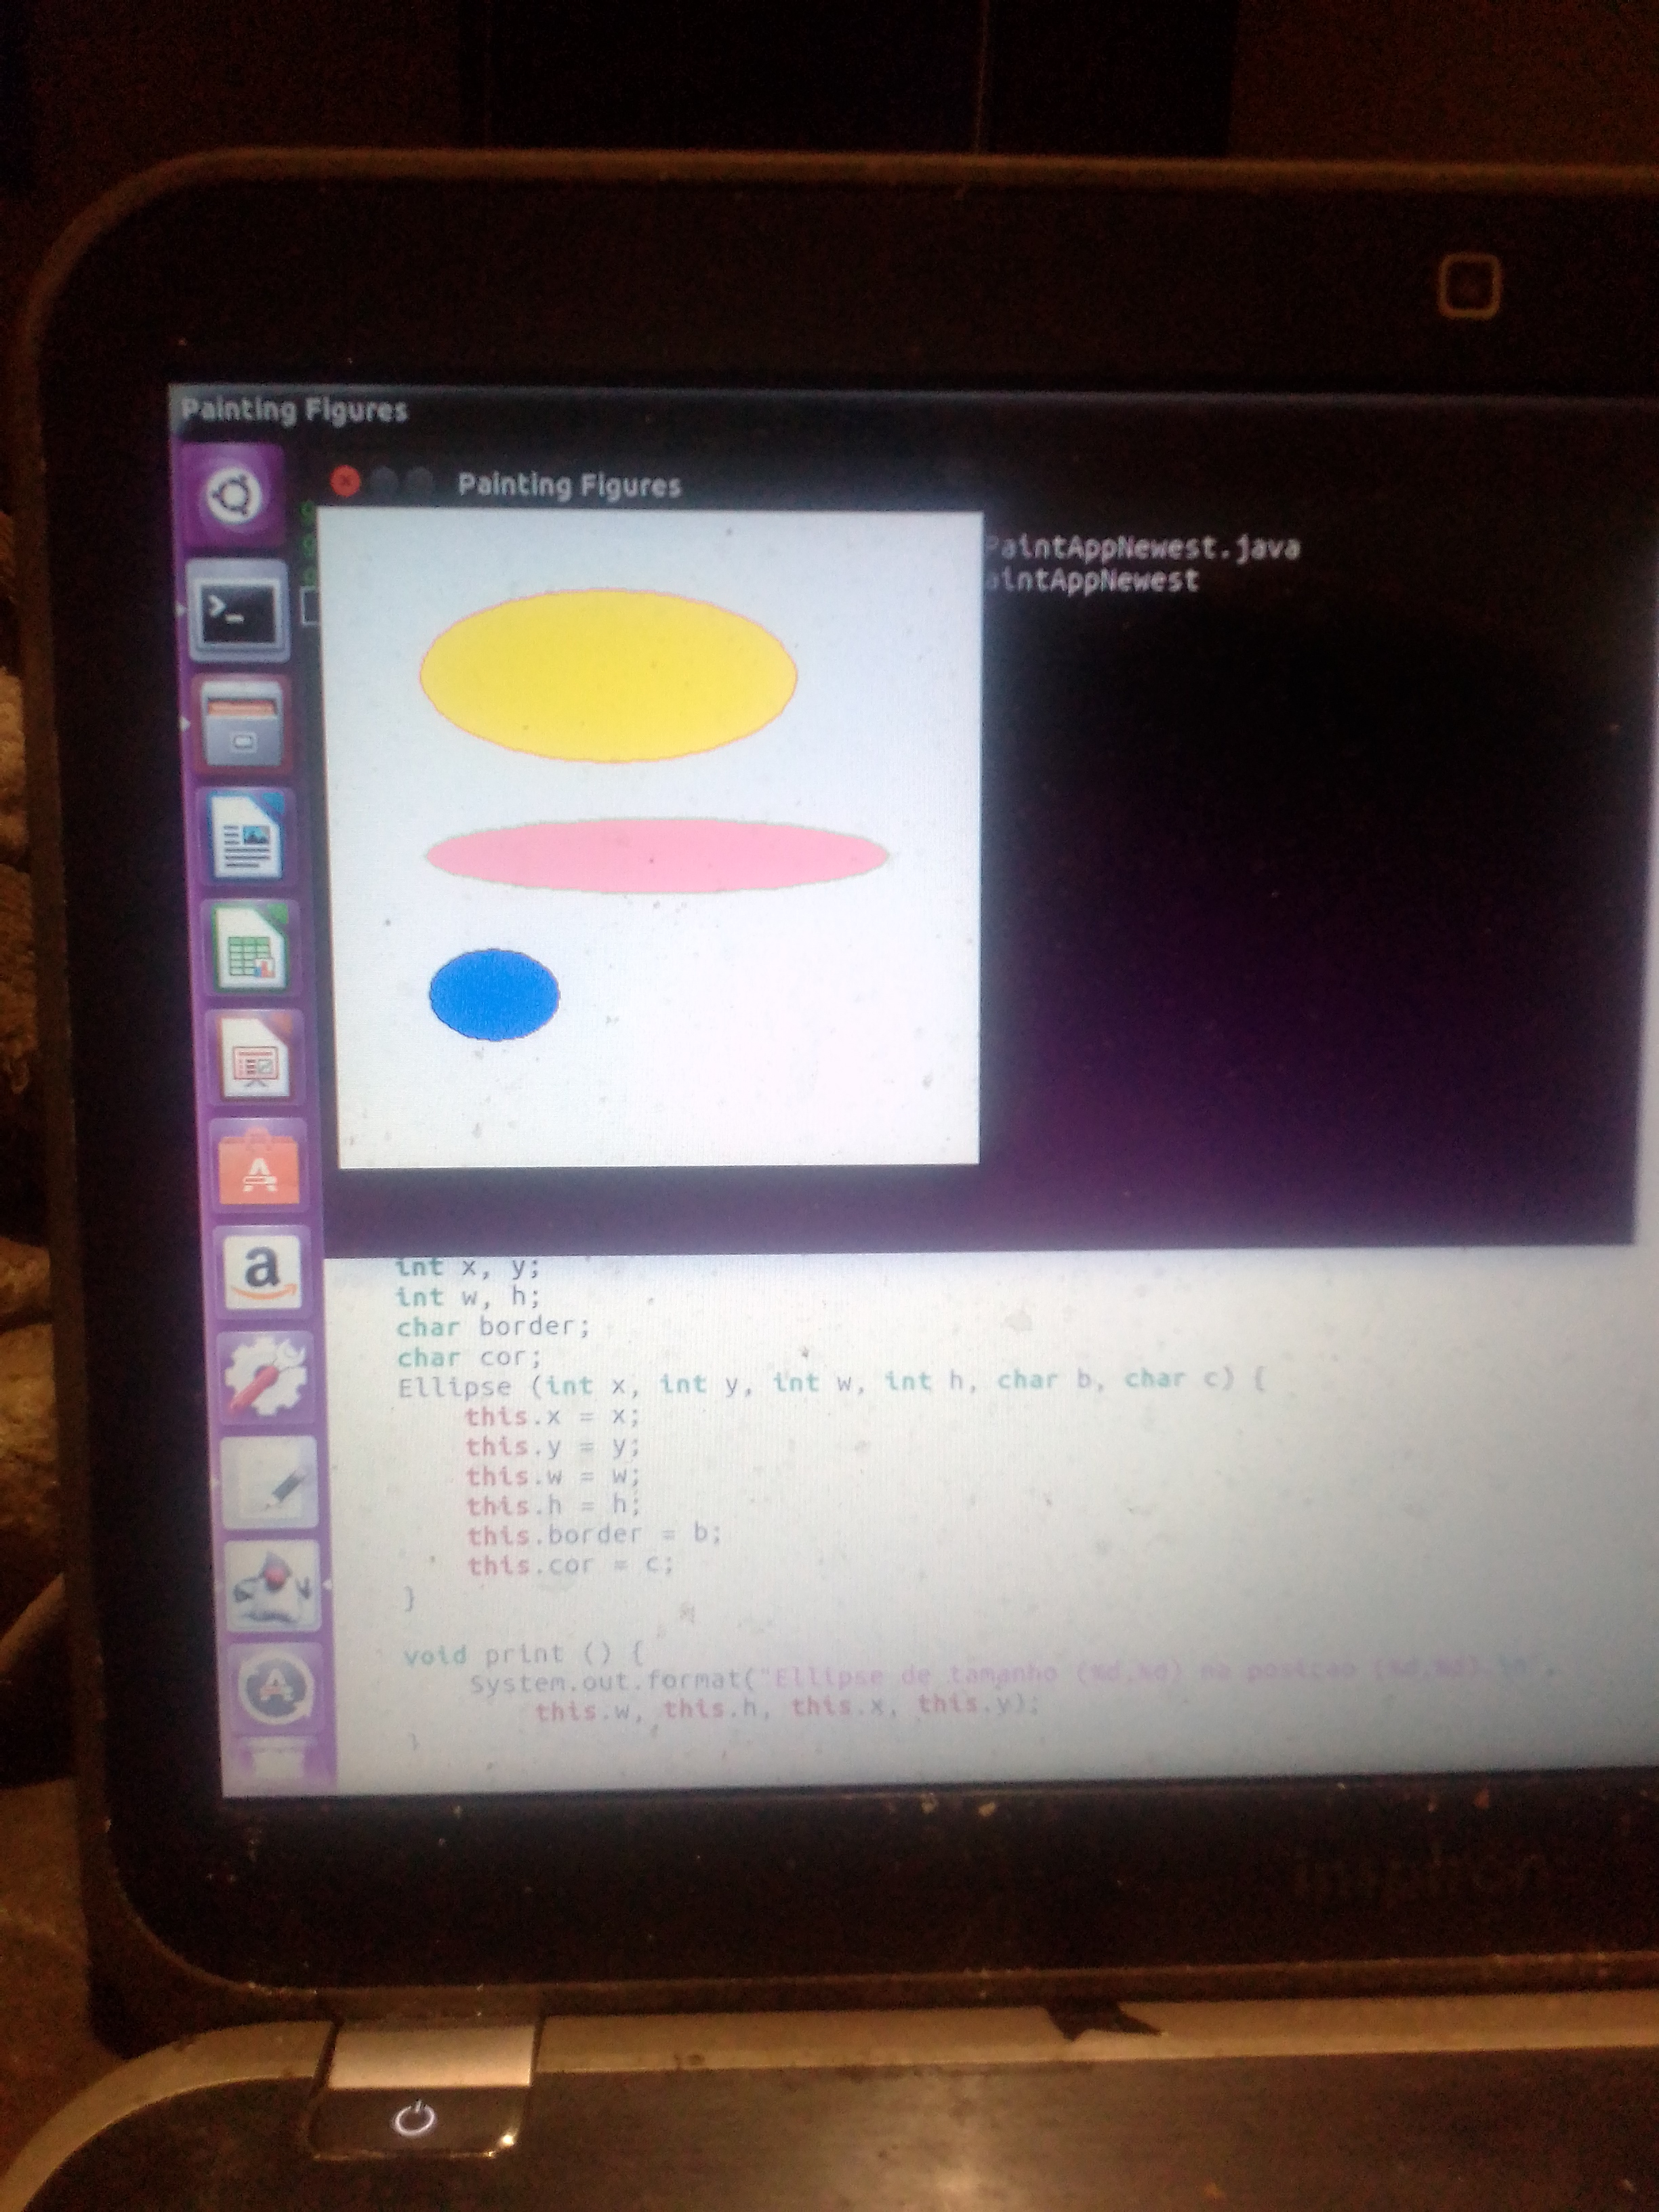 Painting Figures
Painting Figures
PaintAppNewest.java
aintAppNewest
int x, y;
int w, h;
char border;
char cor;
Ellipse (int x, int y, int w, int h, char b, char c) {
this.x = x;
this.y = y;
this.w = w;
this.h = h;
this.border = b;
this.cor = c;
}
void print () {
System.out.format("Ellipse de tamanho (%d,%d) na posicao (%d,%d).\n",
this.w, this.h, this.x, this.y);
}
a
inspiron